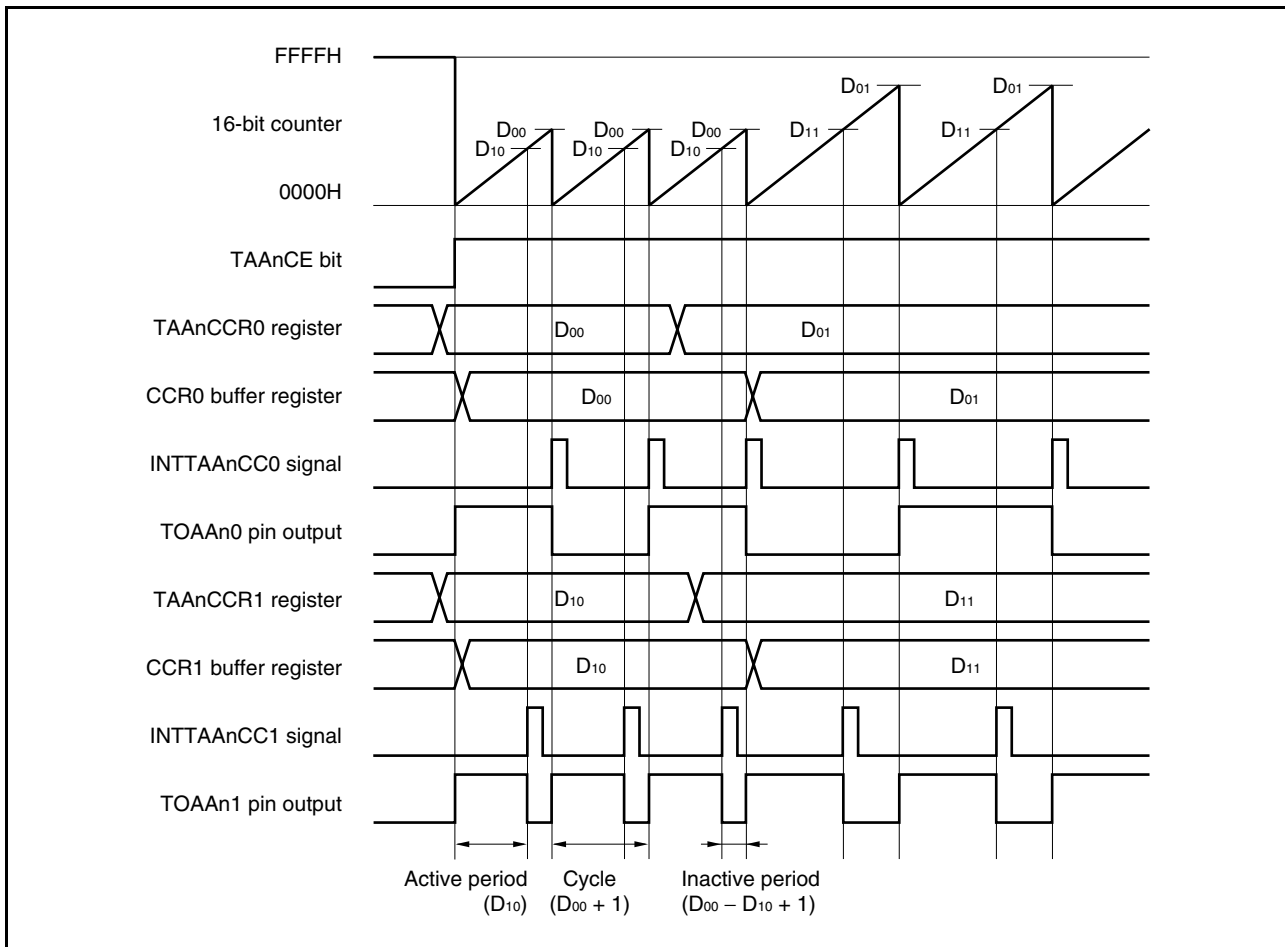 FFFFH
D01 D01
16-bit counter D00 D00 D00 D11 D11
D10 D10 D10
0000H
TAAnCE bit
TAAnCCR0 register D00 D01
CCR0 buffer register D00 D01
INTTAAnCC0 signal
TOAAn0 pin output
TAAnCCR1 register D10 D11
CCR1 buffer register D10 D11
INTTAAnCC1 signal
TOAAn1 pin output
Active period Cycle Inactive period
(D10) (D00 + 1) (D00 − D10 + 1)